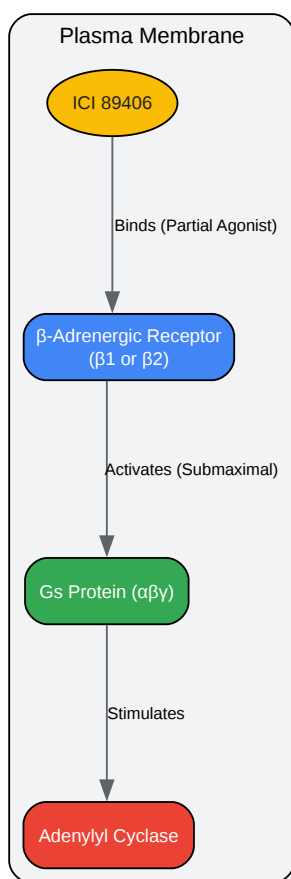 Plasma Membrane
ICI 89406
Binds (Partial Agonist)
β-Adrenergic Receptor
(β1 or β2)
Activates (Submaximal)
Gs Protein (αβγ)
Stimulates
Adenylyl Cyclase